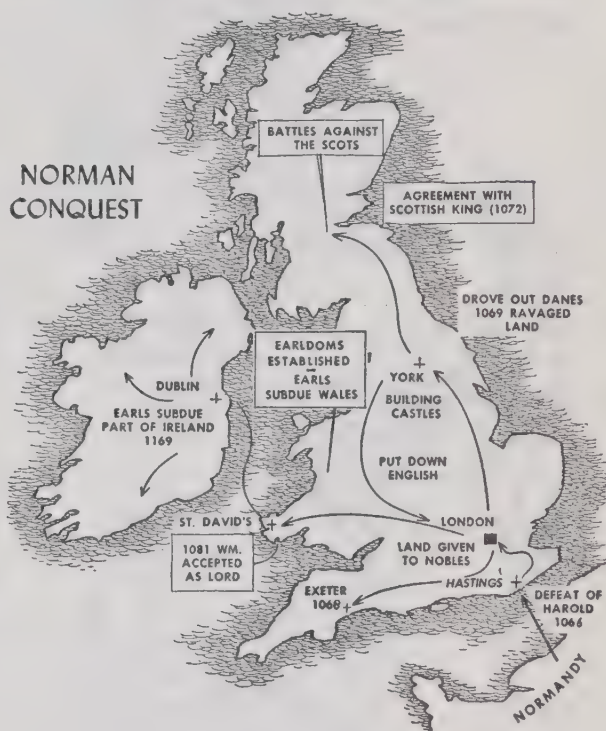 NORMAN
CONQUEST
BATTLES AGAINST
THE SCOTS
AGREEMENT WITH
SCOTTISH KING (1072)
DROVE OUT DANES
1069 RAVAGED
LAND
EARLDOMS
ESTABLISHED
—
EARLS
SUBDUE WALES
YORK
BUILDING
CASTLES
DUBLIN
EARLS SUBDUE
PART OF IRELAND
1169
PUT DOWN
ENGLISH
ST. DAVID'S
LONDON
1081 WM.
ACCEPTED
AS LORD
LAND GIVEN
TO NOBLES
HASTINGS
EXETER
1068
DEFEAT OF
HAROLD
1066
NORMANDY